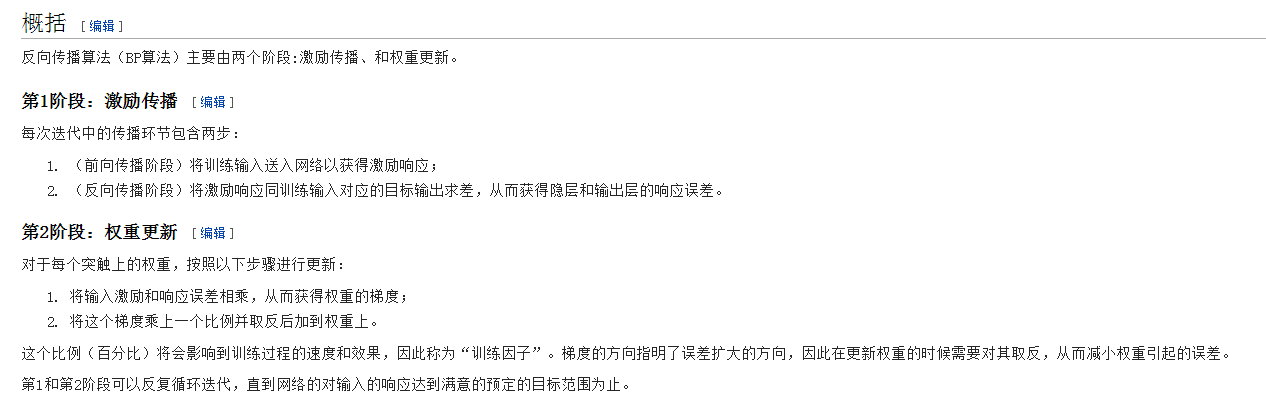 概括 [编辑]
反向传播算法（BP算法）主要由两个阶段:激励传播、和权重更新。
第1阶段：激励传播 [编辑]
每次迭代中的传播环节包含两步：
1. （前向传播阶段）将训练输入送入网络以获得激励响应；
2. （反向传播阶段）将激励响应同训练输入对应的目标输出求差，从而获得隐层和输出层的响应误差。
第2阶段：权重更新 [编辑]
对于每个突触上的权重，按照以下步骤进行更新：
1. 将输入激励和响应误差相乘，从而获得权重的梯度；
2. 将这个梯度乘上一个比例并取反后加到权重上。
这个比例（百分比）将会影响到训练过程的速度和效果，因此称为“训练因子”。梯度的方向指明了误差扩大的方向，因此在更新权重的时候需要对其取反，从而减小权重引起的误差。
第1和第2阶段可以反复循环迭代，直到网络的对输入的响应达到满意的预定的目标范围为止。